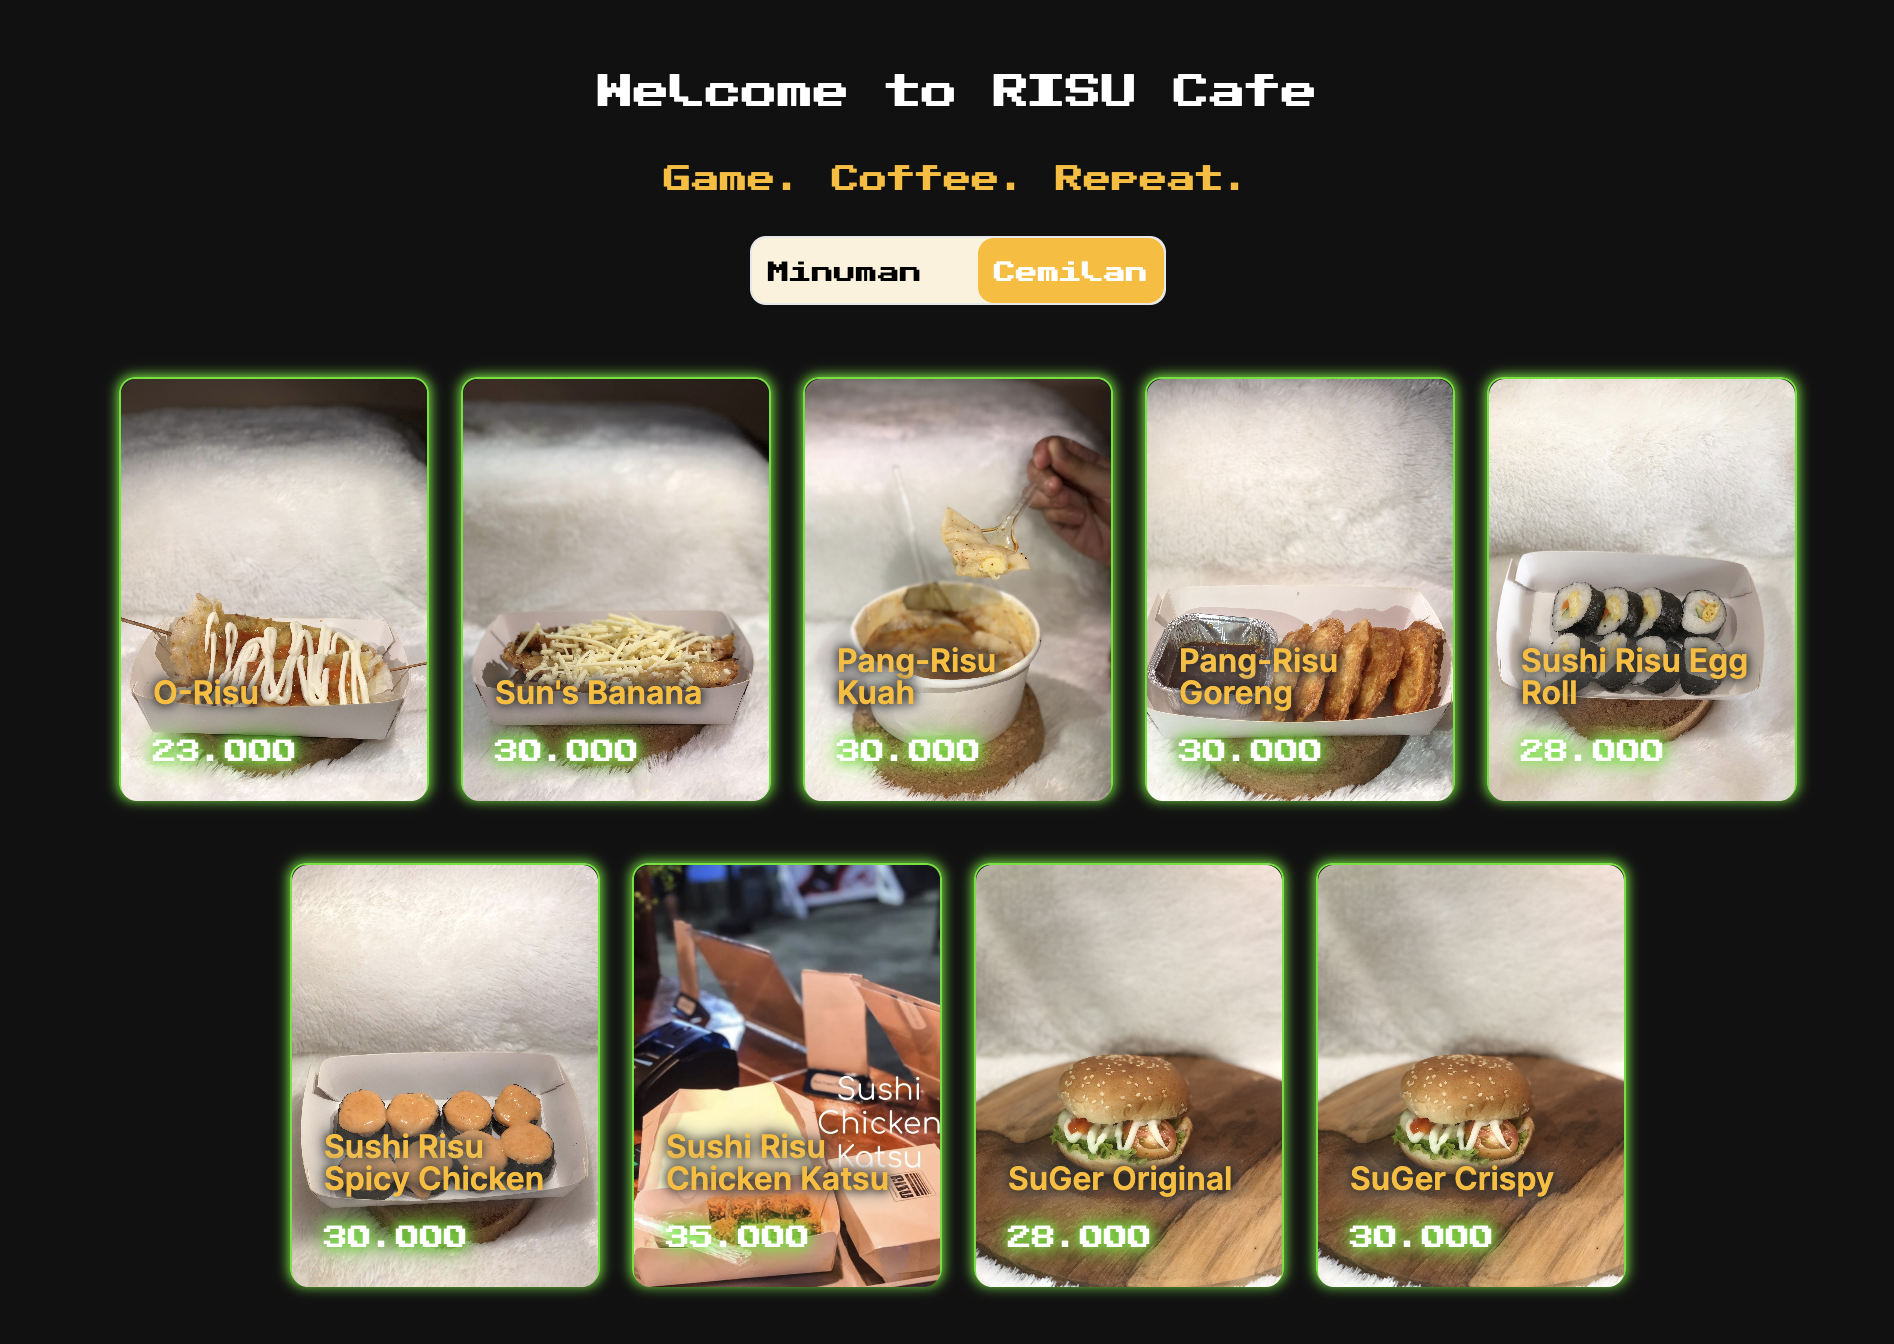 Welcome to RISU Cafe
Game. Coffee. Repeat.
Minuman
Cemilan
O-Risu
23.000
Sun's Banana
30.000
Pang-Risu
Kuah
30.000
Pang-Risu
Goreng
30.000
Sushi Risu Egg
Roll
28.000
Sushi Risu
Spicy Chicken
30.000
Sushi
Chicken
Katsu
Sushi Risu
Chicken Katsu
RISU
35.000
SuGer Original
28.000
SuGer Crispy
30.000